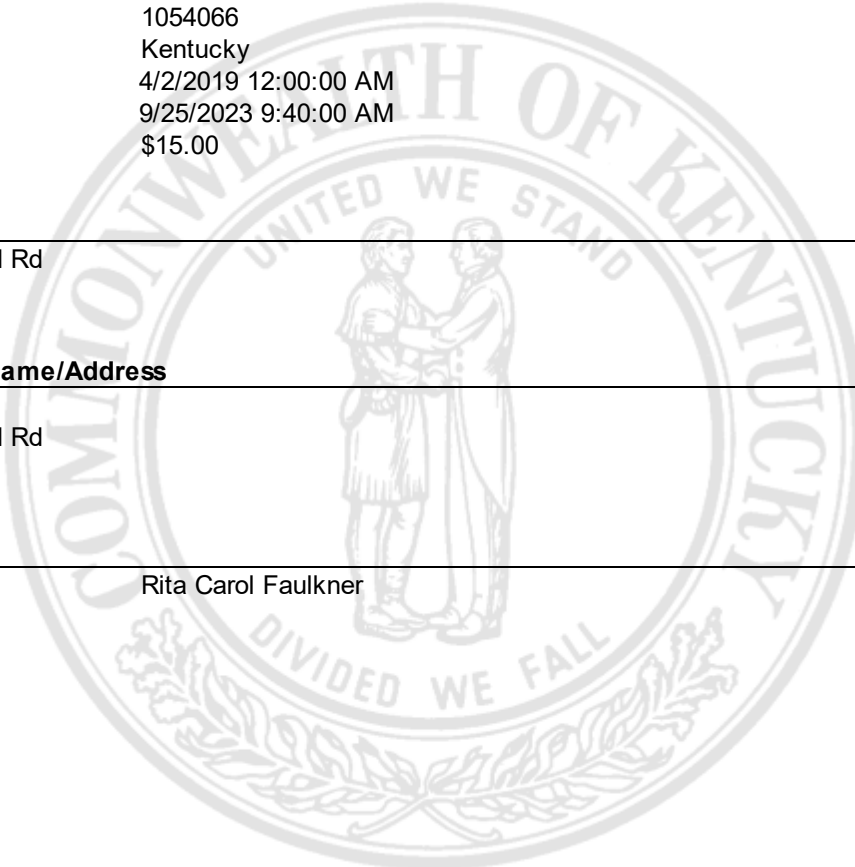 1054066
Kentucky
4/2/2019 12:00:00 AM
9/25/2023 9:40:00 AM
$15.00
COMMONWEALTH OF KENTUCKY
UNITED WE STAND
l Rd
ame/Address
l Rd
Rita Carol Faulkner
DIVIDED WE FALL